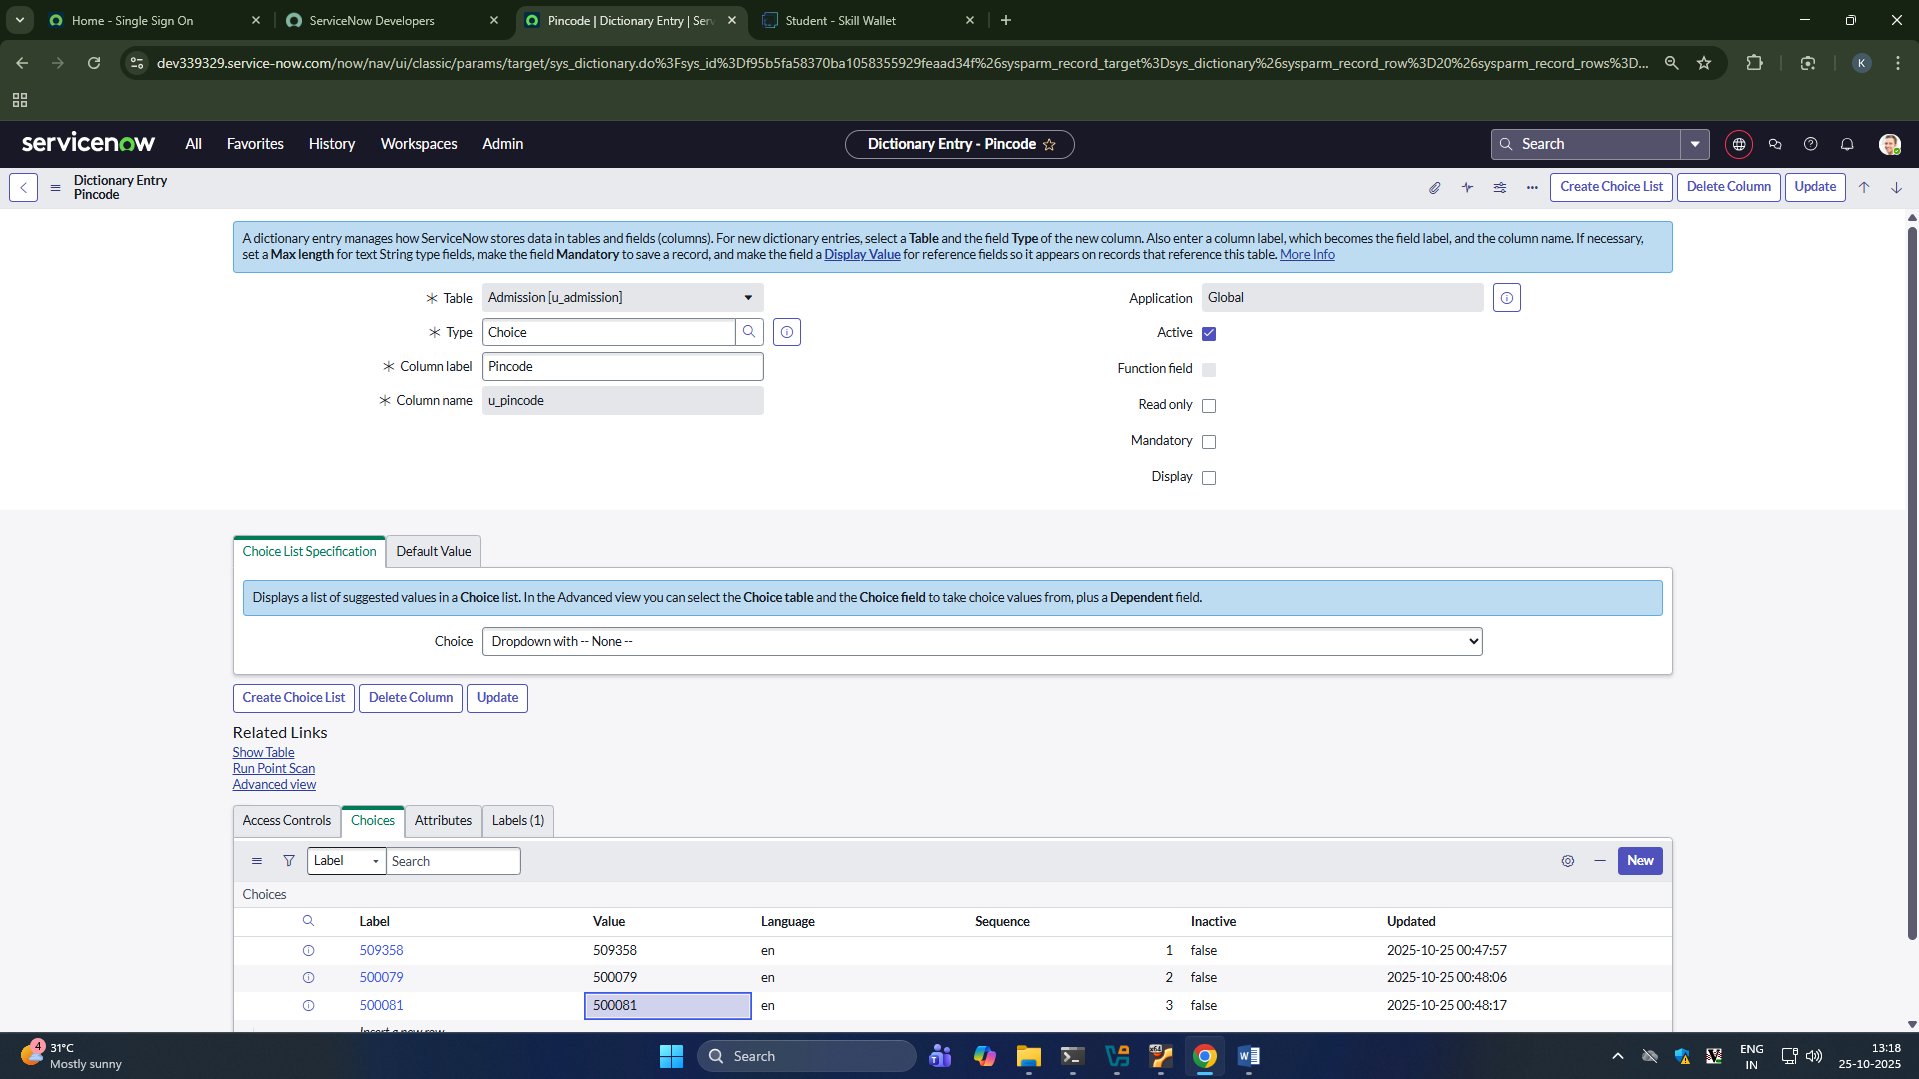 Home - Single Sign On
ServiceNow Developers
Pincode | Dictionary Entry | Serv
Student - Skill Wallet
dev339329.service-now.com/now/nav/ui/classic/params/target/sys_dictionary.do%3Fsys_id%3Df95b5fa58370ba1058355929feaad34f%26sysparm_record_target%3Dsys_dictionary%26sysparm_record_row%3D20%26sysparm_record_rows%3D...
K
servicenow
All
Favorites
History
Workspaces
Admin
Dictionary Entry - Pincode
Search
Dictionary Entry
Pincode
Create Choice List
Delete Column
Update
A dictionary entry manages how ServiceNow stores data in tables and fields (columns). For new dictionary entries, select a Table and the field Type of the new column. Also enter a column label, which becomes the field label, and the column name. If necessary,
set a Max length for text String type fields, make the field Mandatory to save a record, and make the field a Display Value for reference fields so it appears on records that reference this table. More Info
Table Admission [u_admission]
Type Choice
Column label Pincode
Column name u_pincode
Application Global
Active
Function field
Read only
Mandatory
Display
Choice List Specification
Default Value
Displays a list of suggested values in a Choice list. In the Advanced view you can select the Choice table and the Choice field to take choice values from, plus a Dependent field.
Choice Dropdown with -- None --
Create Choice List
Delete Column
Update
Related Links
Show Table
Run Point Scan
Advanced view
Access Controls
Choices
Attributes
Labels (1)
Label
Search
New
Choices
Label Value Language Sequence Inactive Updated
509358 509358 en 1 false 2025-10-25 00:47:57
500079 500079 en 2 false 2025-10-25 00:48:06
500081 500081 en 3 false 2025-10-25 00:48:17
Insert a new row...
4
31°C
Mostly sunny
Search
ENG
IN
13:18
25-10-2025